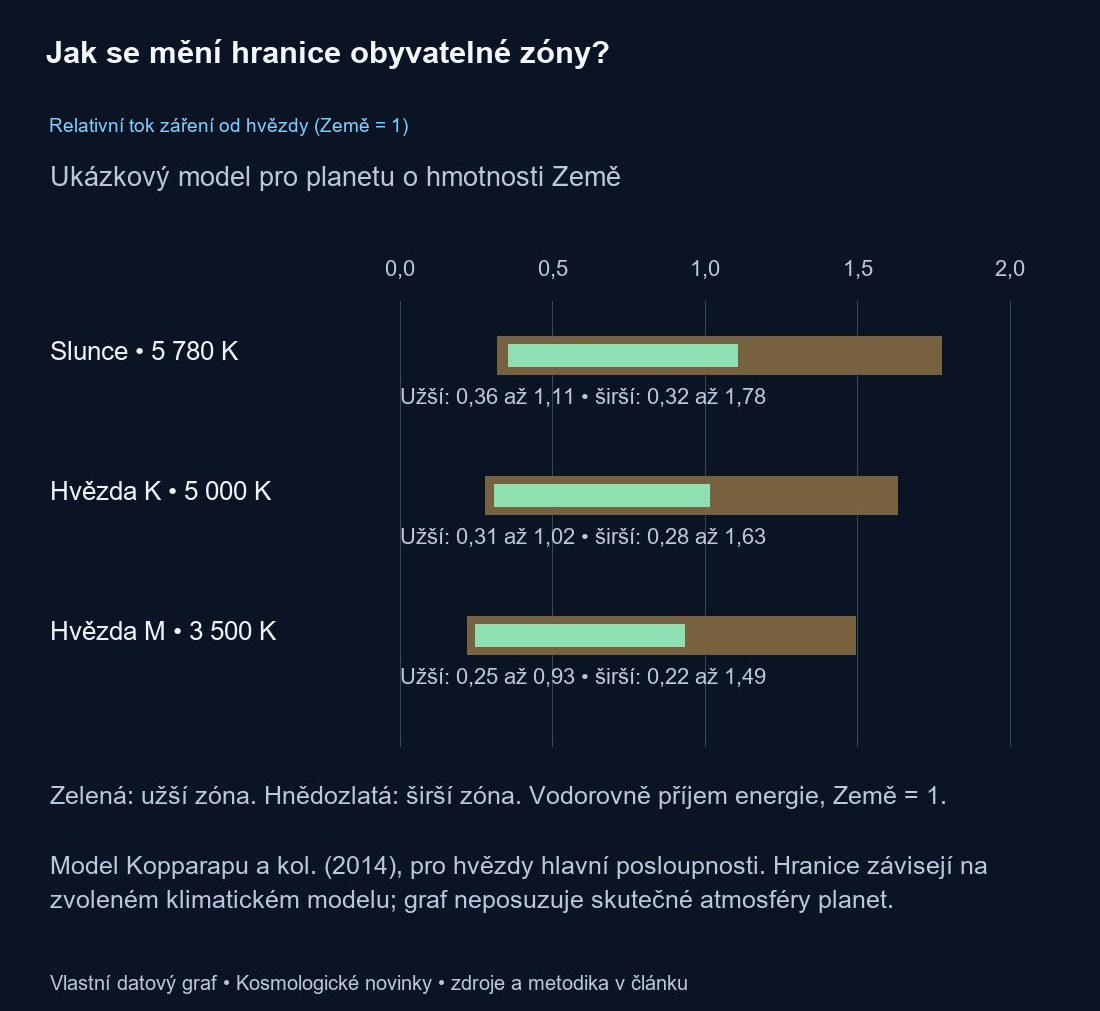 Jak se mění hranice obyvatelné zóny?
Relativní tok záření od hvězdy (Země = 1)
Ukázkový model pro planetu o hmotnosti Země
0,0 0,5 1,0 1,5 2,0
Slunce • 5 780 K
Užší: 0,36 až 1,11 • širší: 0,32 až 1,78
Hvězda K • 5 000 K
Užší: 0,31 až 1,02 • širší: 0,28 až 1,63
Hvězda M • 3 500 K
Užší: 0,25 až 0,93 • širší: 0,22 až 1,49
Zelená: užší zóna. Hnědozlatá: širší zóna. Vodorovně příjem energie, Země = 1.
Model Kopparapu a kol. (2014), pro hvězdy hlavní posloupnosti. Hranice závisejí na
zvoleném klimatickém modelu; graf neposuzuje skutečné atmosféry planet.
Vlastní datový graf • Kosmologické novinky • zdroje a metodika v článku